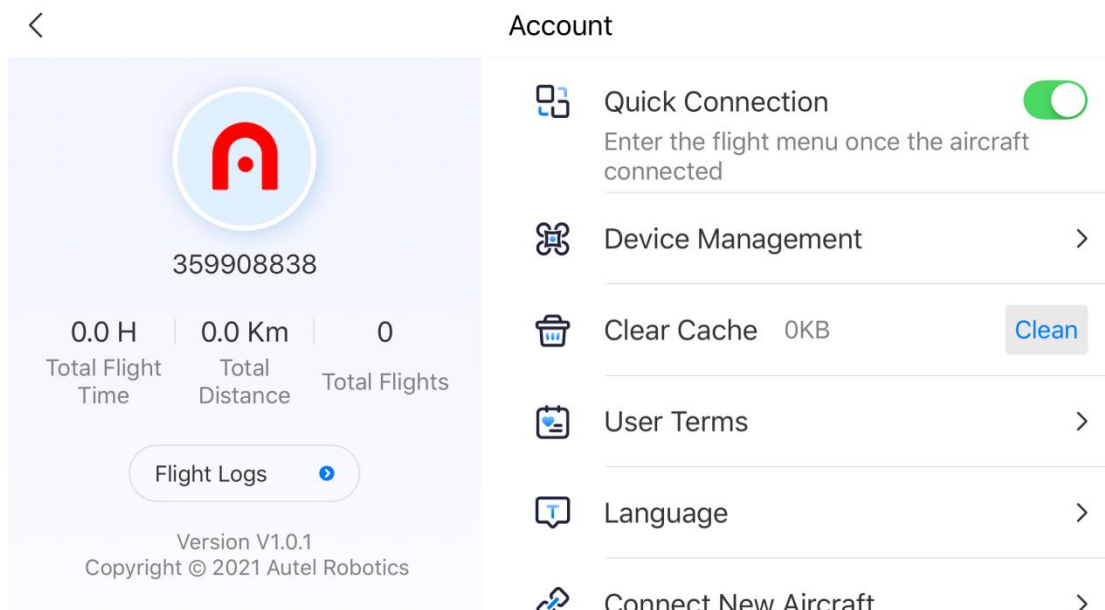 Account
359908838
0.0 H
0.0 Km
0
Total Flight
Time
Total
Distance
Total Flights
Flight Logs
Version V1.0.1
Copyright © 2021 Autel Robotics
Quick Connection
Enter the flight menu once the aircraft
connected
Device Management
Clear Cache 0KB Clean
User Terms
Language
Connect New Aircraft